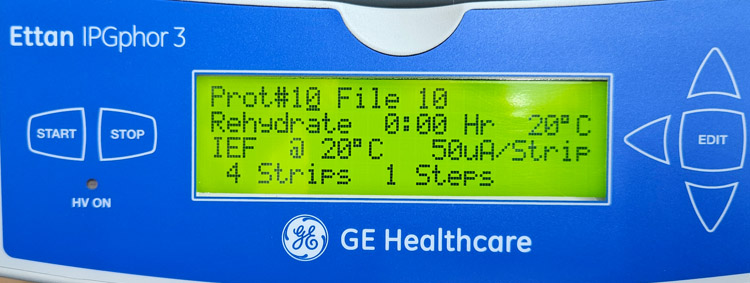 Ettan IPGphor 3
START
STOP
HV ON
Prot#10 File 10
Rehydrate 0:00 Hr 20°C
IEF @ 20°C 50uA/Strip
4 Strips 1 Steps
EDIT
GE GE Healthcare